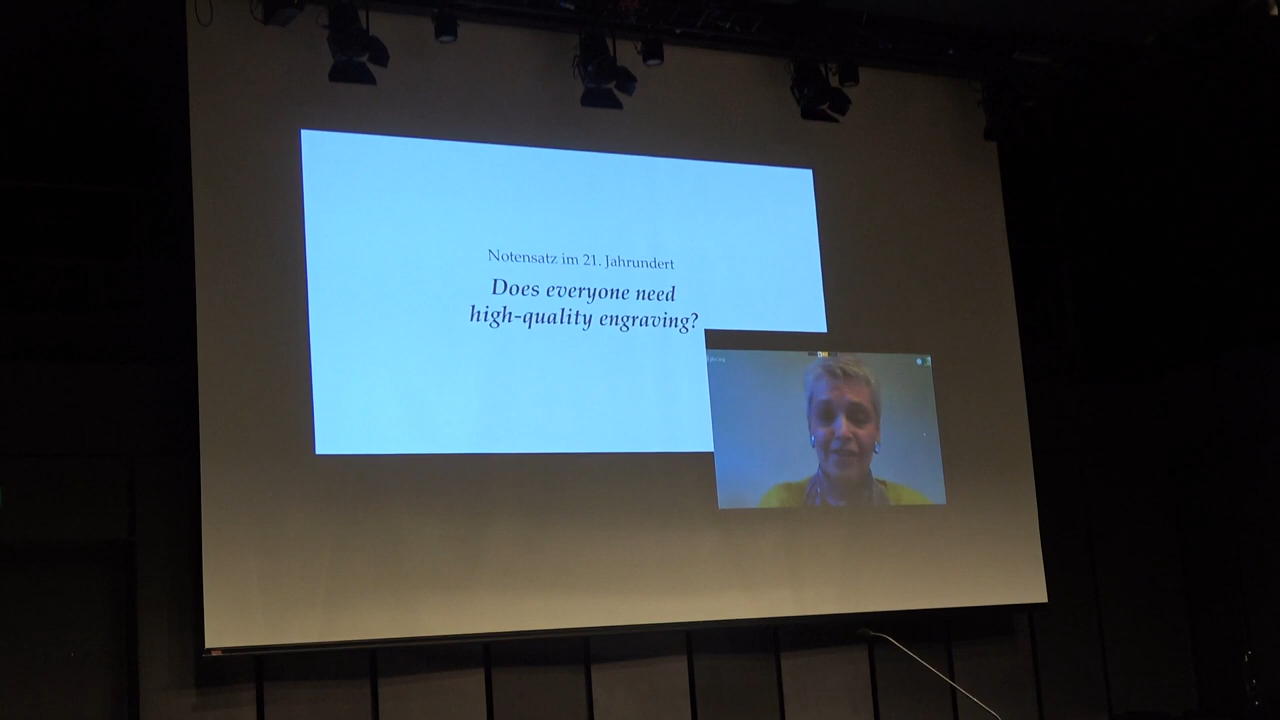 Notensatz im 21. Jahrundert
Does everyone need
high-quality engraving?